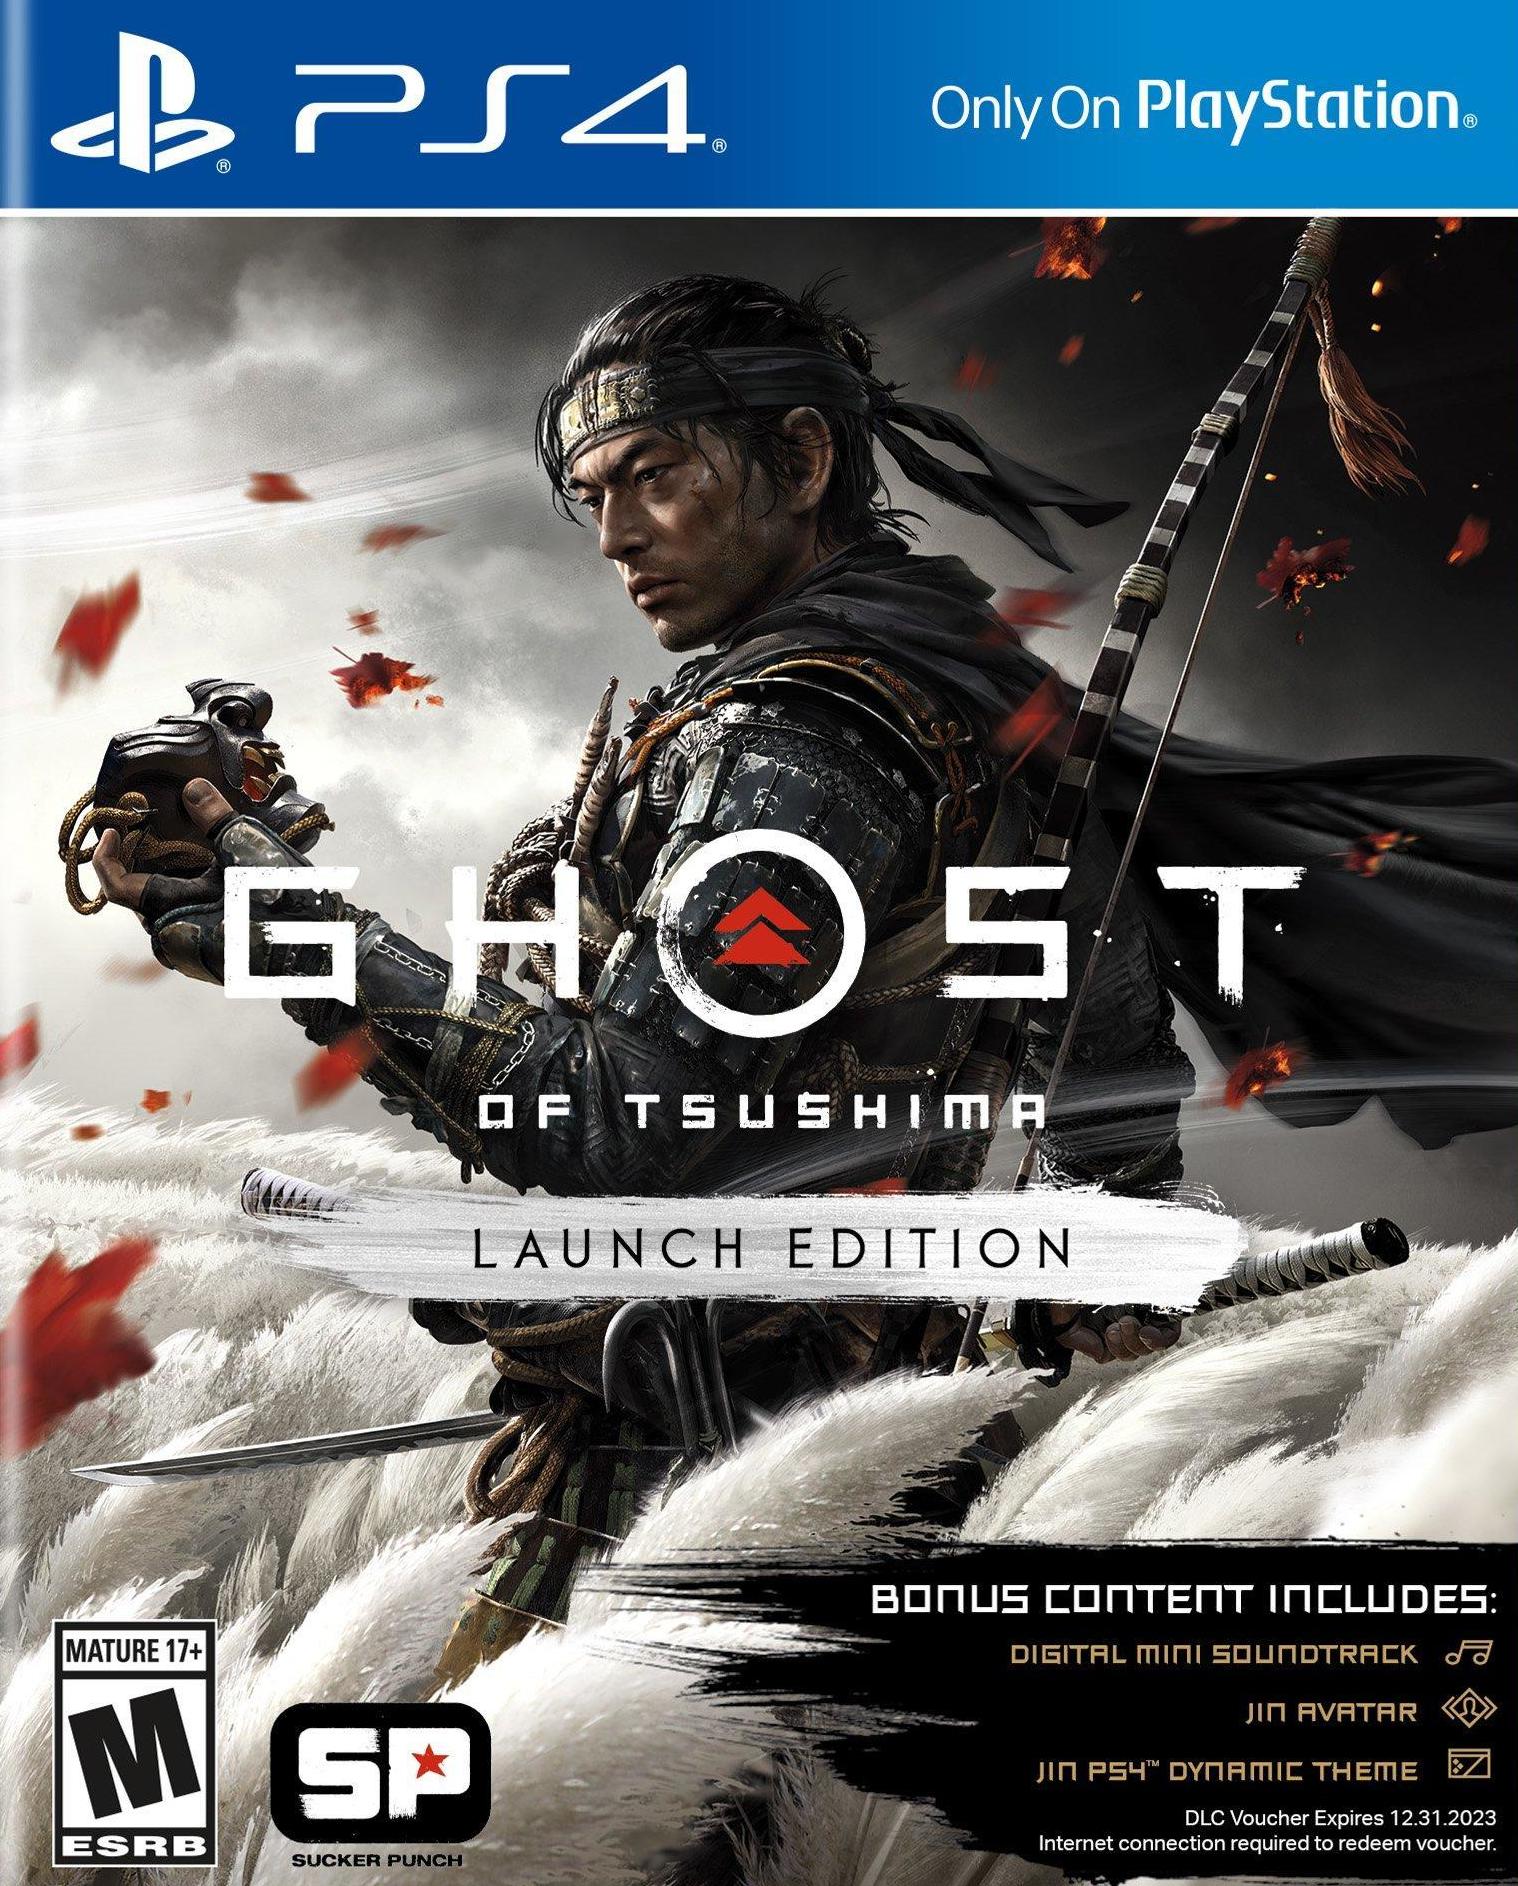 PS4®
Only On PlayStation®
GHOST
OF TSUSHIMA
LAUNCH EDITION
BONUS CONTENT INCLUDES:
DIGITAL MINI SOUNDTRACK
JIN AVATAR
JIN PS4™ DYNAMIC THEME
DLC Voucher Expires 12.31.2023
Internet connection required to redeem voucher.
MATURE 17+
M
ESRB
SP
SUCKER PUNCH